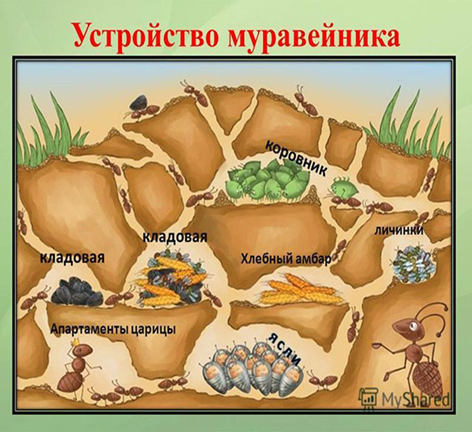 Устройство муравейника
коровник
кладовая
личинки
кладовая
Хлебный амбар
Апартаменты царицы
ясли
MyShared